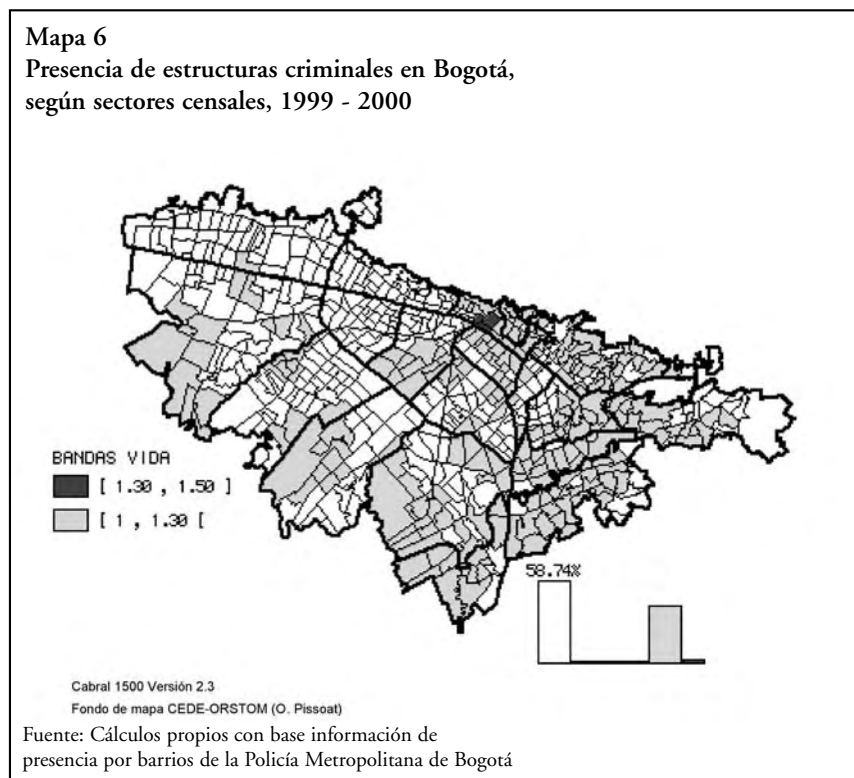 Mapa 6
Presencia de estructuras criminales en Bogotá,
según sectores censales, 1999 - 2000
BANDAS VIDA
[ 1.30 , 1.50 ]
[ 1 , 1.30 [
58.74%
Cabral 1500 Versión 2.3
Fondo de mapa CEDE-ORSTOM (O. Pissoat)
Fuente: Cálculos propios con base información de
presencia por barrios de la Policía Metropolitana de Bogotá